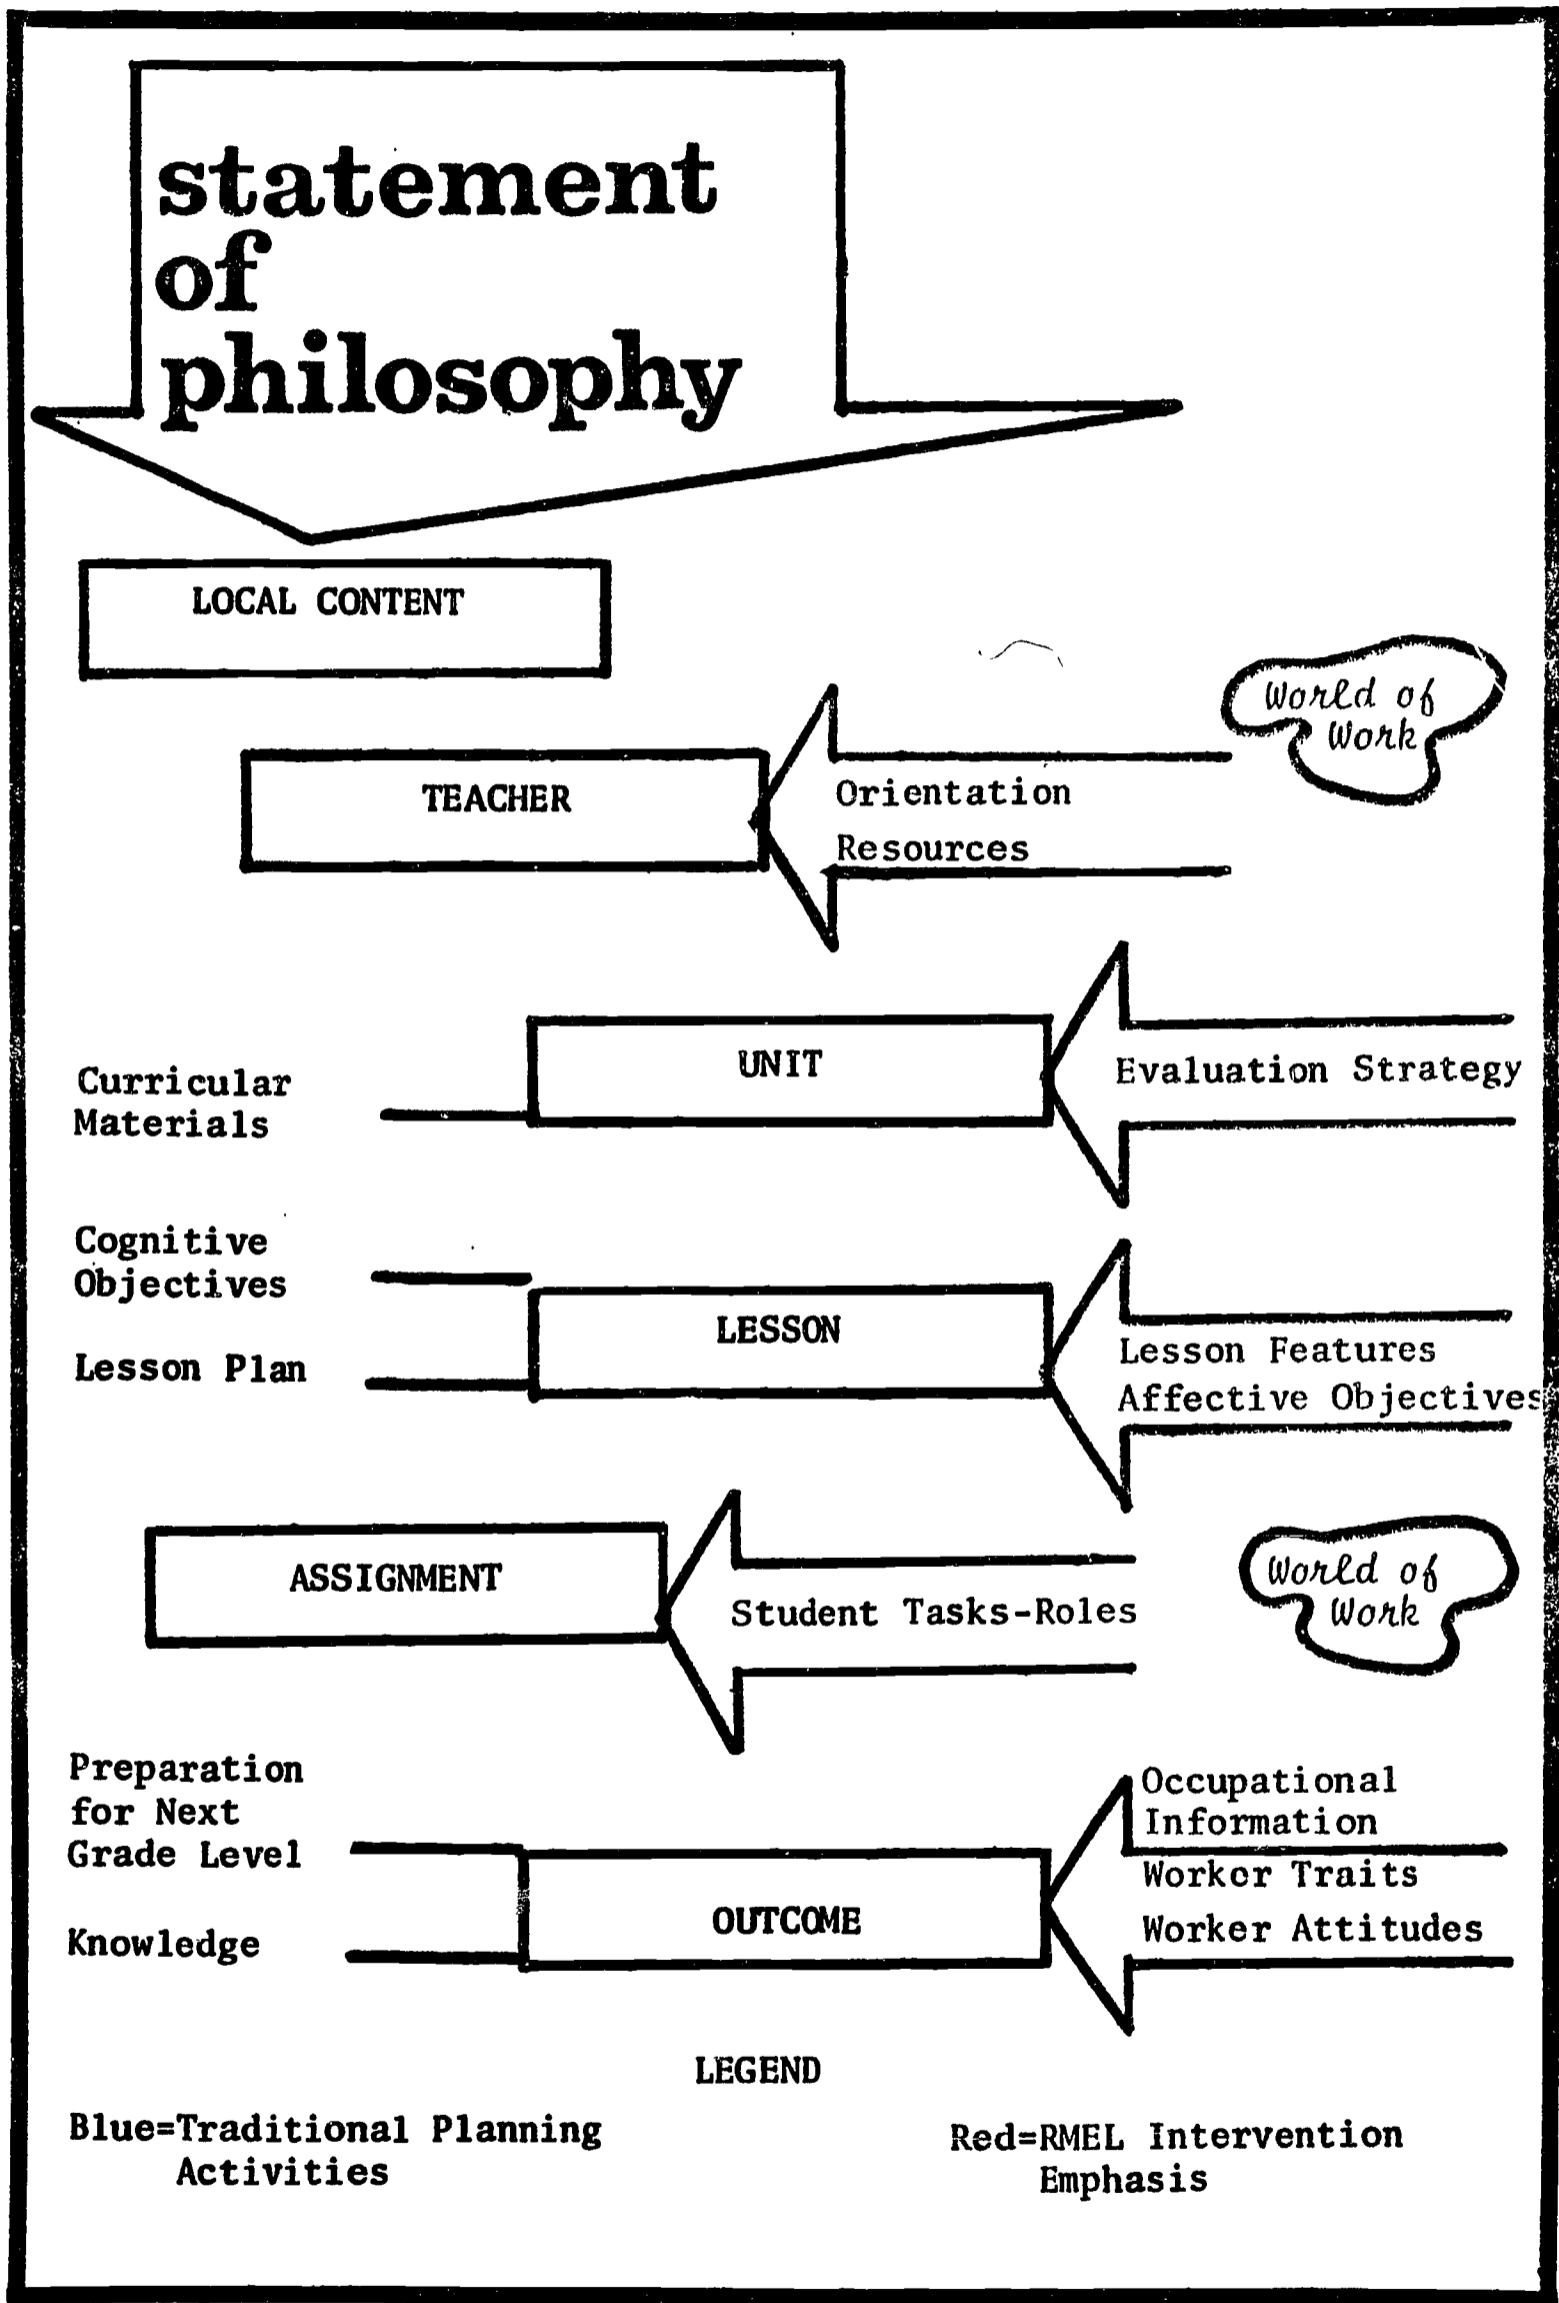 statement
of
philosophy
LOCAL CONTENT
World of
Work
TEACHER
Orientation
Resources
UNIT
Curricular
Materials
Evaluation Strategy
Cognitive
Objectives
Lesson Plan
LESSON
Lesson Features
Affective Objectives
ASSIGNMENT
Student Tasks-Roles
World of
Work
Preparation
for Next
Grade Level
Knowledge
OUTCOME
Occupational
Information
Worker Traits
Worker Attitudes
LEGEND
Blue=Traditional Planning
Activities
Red=RMEL Intervention
Emphasis